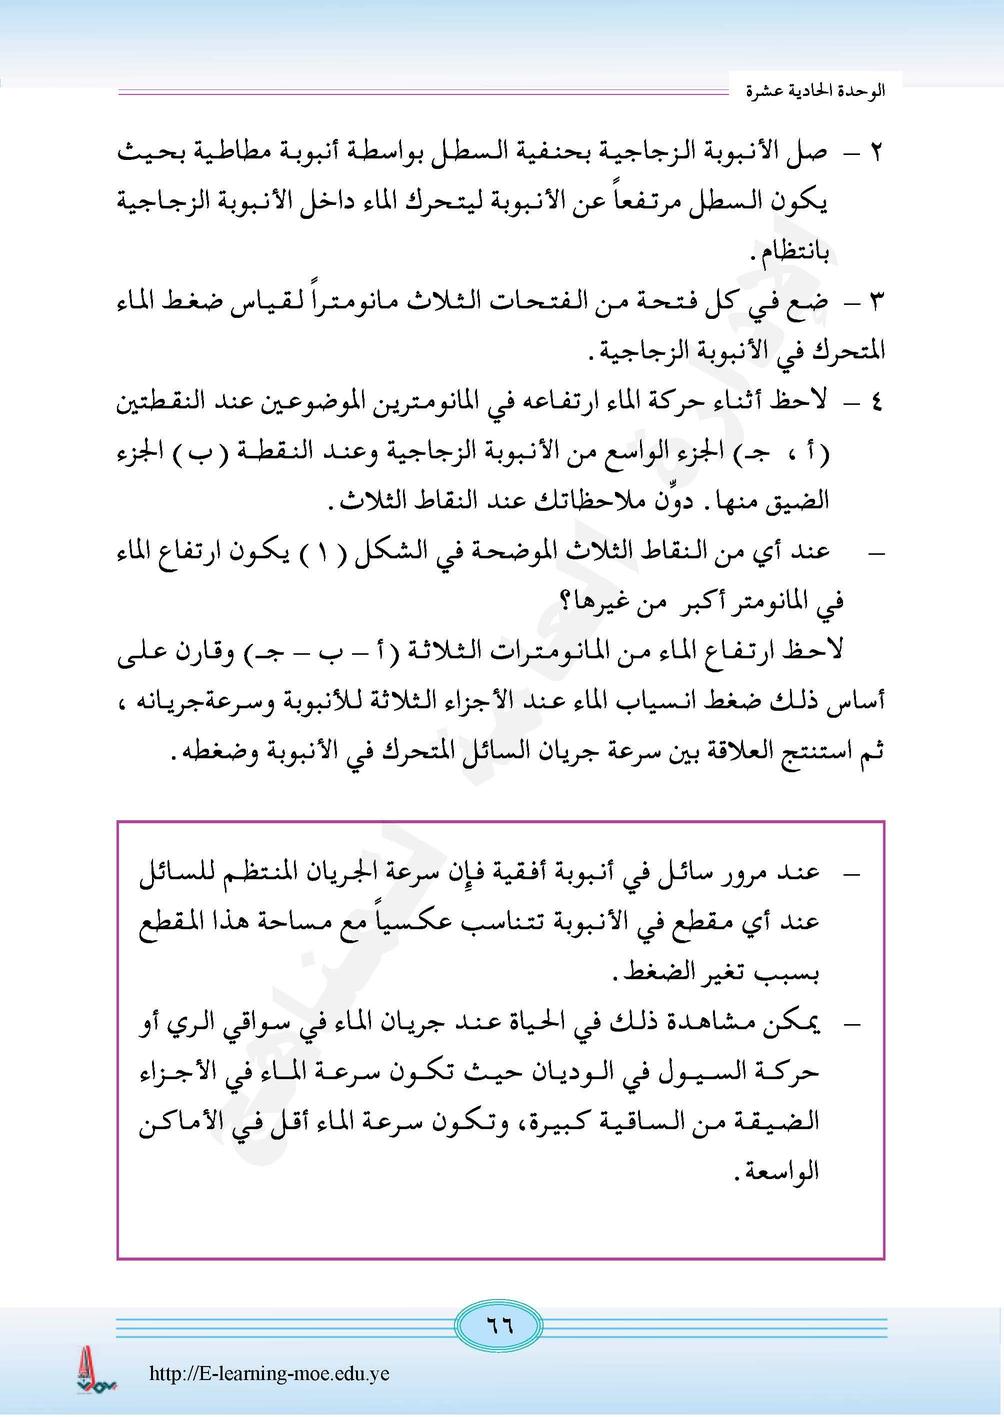 الوحدة الحادية عشرة
٢ – صل الأنبوبة الزجاجية بحنفية السطل بواسطة أنبوبة مطاطية بحيث
يكون السطل مرتفعاً عن الأنبوبة ليتحرك الماء داخل الأنبوبة الزجاجية
بانتظام.
٣ – ضع في كل فتحة من الفتحات الثلاث مانومتراً لقياس ضغط الماء
المتحرك في الأنبوبة الزجاجية.
٤ – لاحظ أثناء حركة الماء ارتفاعه في المانومترين الموضوعين عند النقطتين
(أ ، جـ) الجزء الواسع من الأنبوبة الزجاجية وعند النقطة (ب) الجزء
الضيق منها. دوِّن ملاحظاتك عند النقاط الثلاث.
– عند أي من النقاط الثلاث الموضحة في الشكل (١) يكون ارتفاع الماء
في المانومتر أكبر من غيرها؟
لاحظ ارتفاع الماء من المانومترات الثلاثة (أ – ب – جـ) وقارن على
أساس ذلك ضغط انسياب الماء عند الأجزاء الثلاثة للأنبوبة وسرعةجريانه ،
ثم استنتج العلاقة بين سرعة جريان السائل المتحرك في الأنبوبة وضغطه.
– عند مرور سائل في أنبوبة أفقية فإن سرعة الجريان المنتظم للسائل
عند أي مقطع في الأنبوبة تتناسب عكسياً مع مساحة هذا المقطع
بسبب تغير الضغط.
– يمكن مشاهدة ذلك في الحياة عند جريان الماء في سواقي الري أو
حركة السيول في الوديان حيث تكون سرعة الماء في الأجزاء
الضيقة من الساقية كبيرة، وتكون سرعة الماء أقل في الأماكن
الواسعة.
الإدارة العامة للمناهج
٦٦
http://E-learning-moe.edu.ye